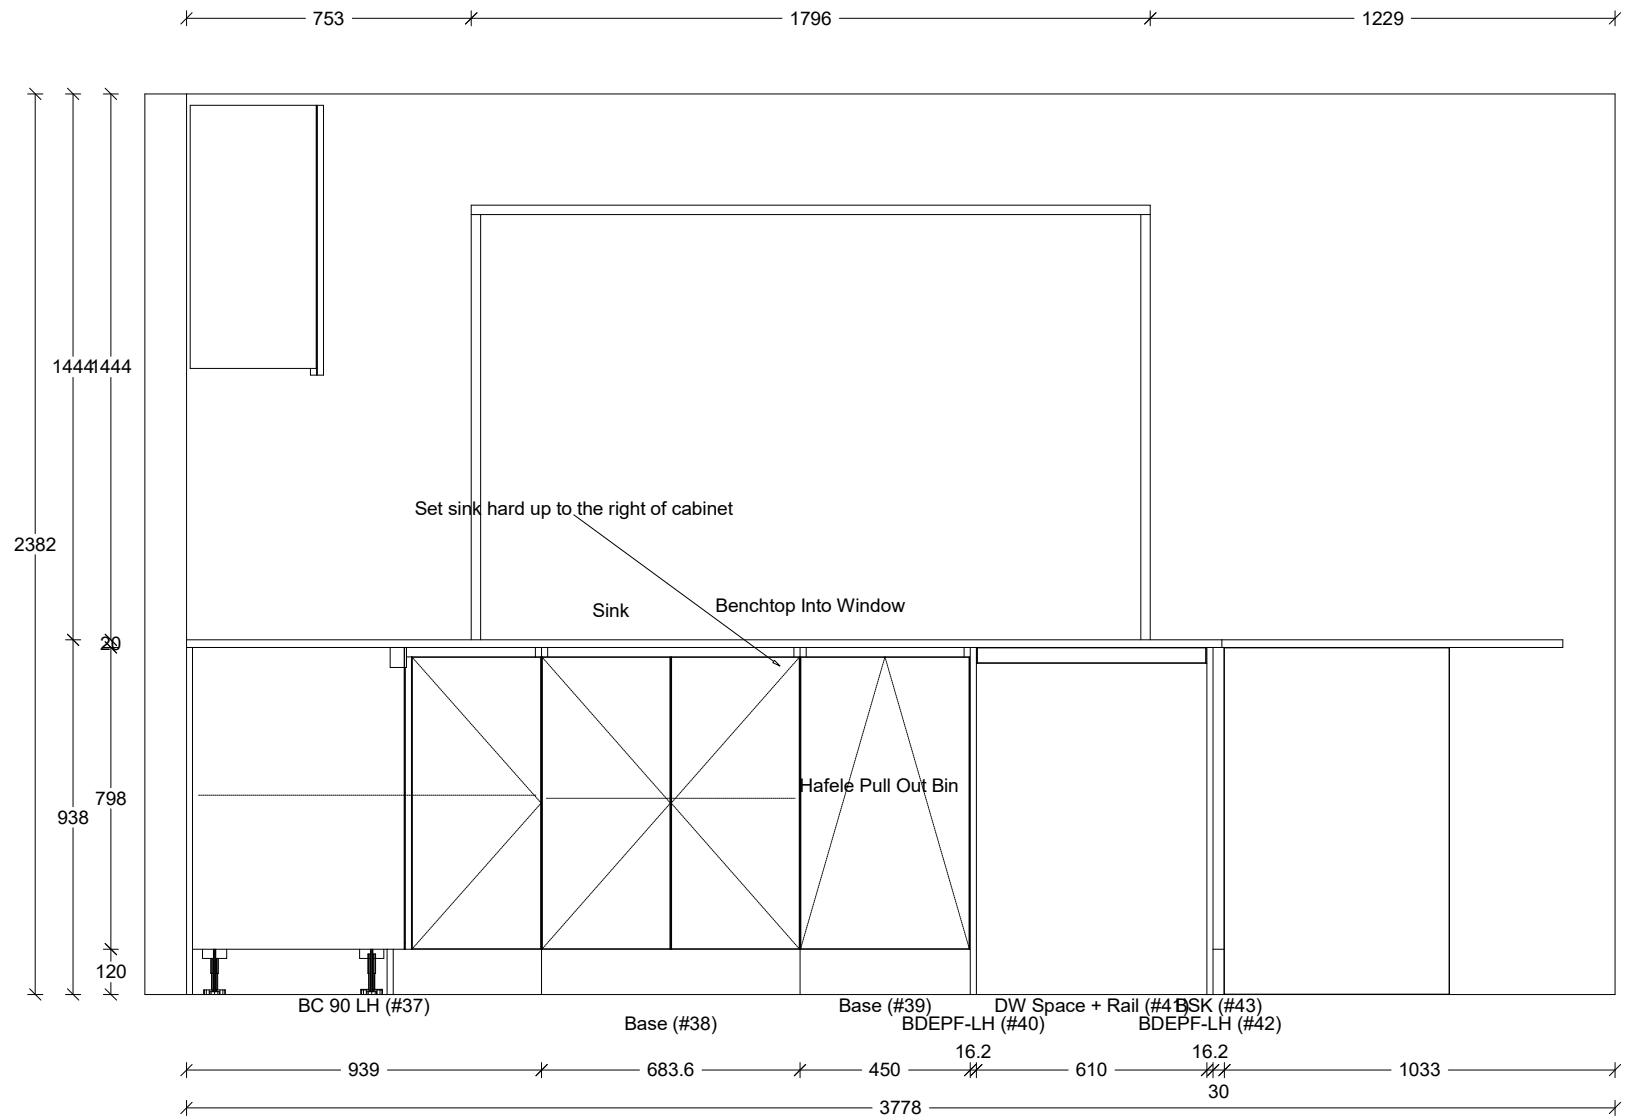 753
1796
1229
1444
1444
Set sink hard up to the right of cabinet
2382
Sink
Benchtop Into Window
20
Hafele Pull Out Bin
798
938
120
BC 90 LH (#37)
Base (#39)
DW Space + Rail (#41)
BSK (#43)
Base (#38)
BDEPF-LH (#40)
BDEPF-LH (#42)
16.2
16.2
939
683.6
450
610
1033
30
3778